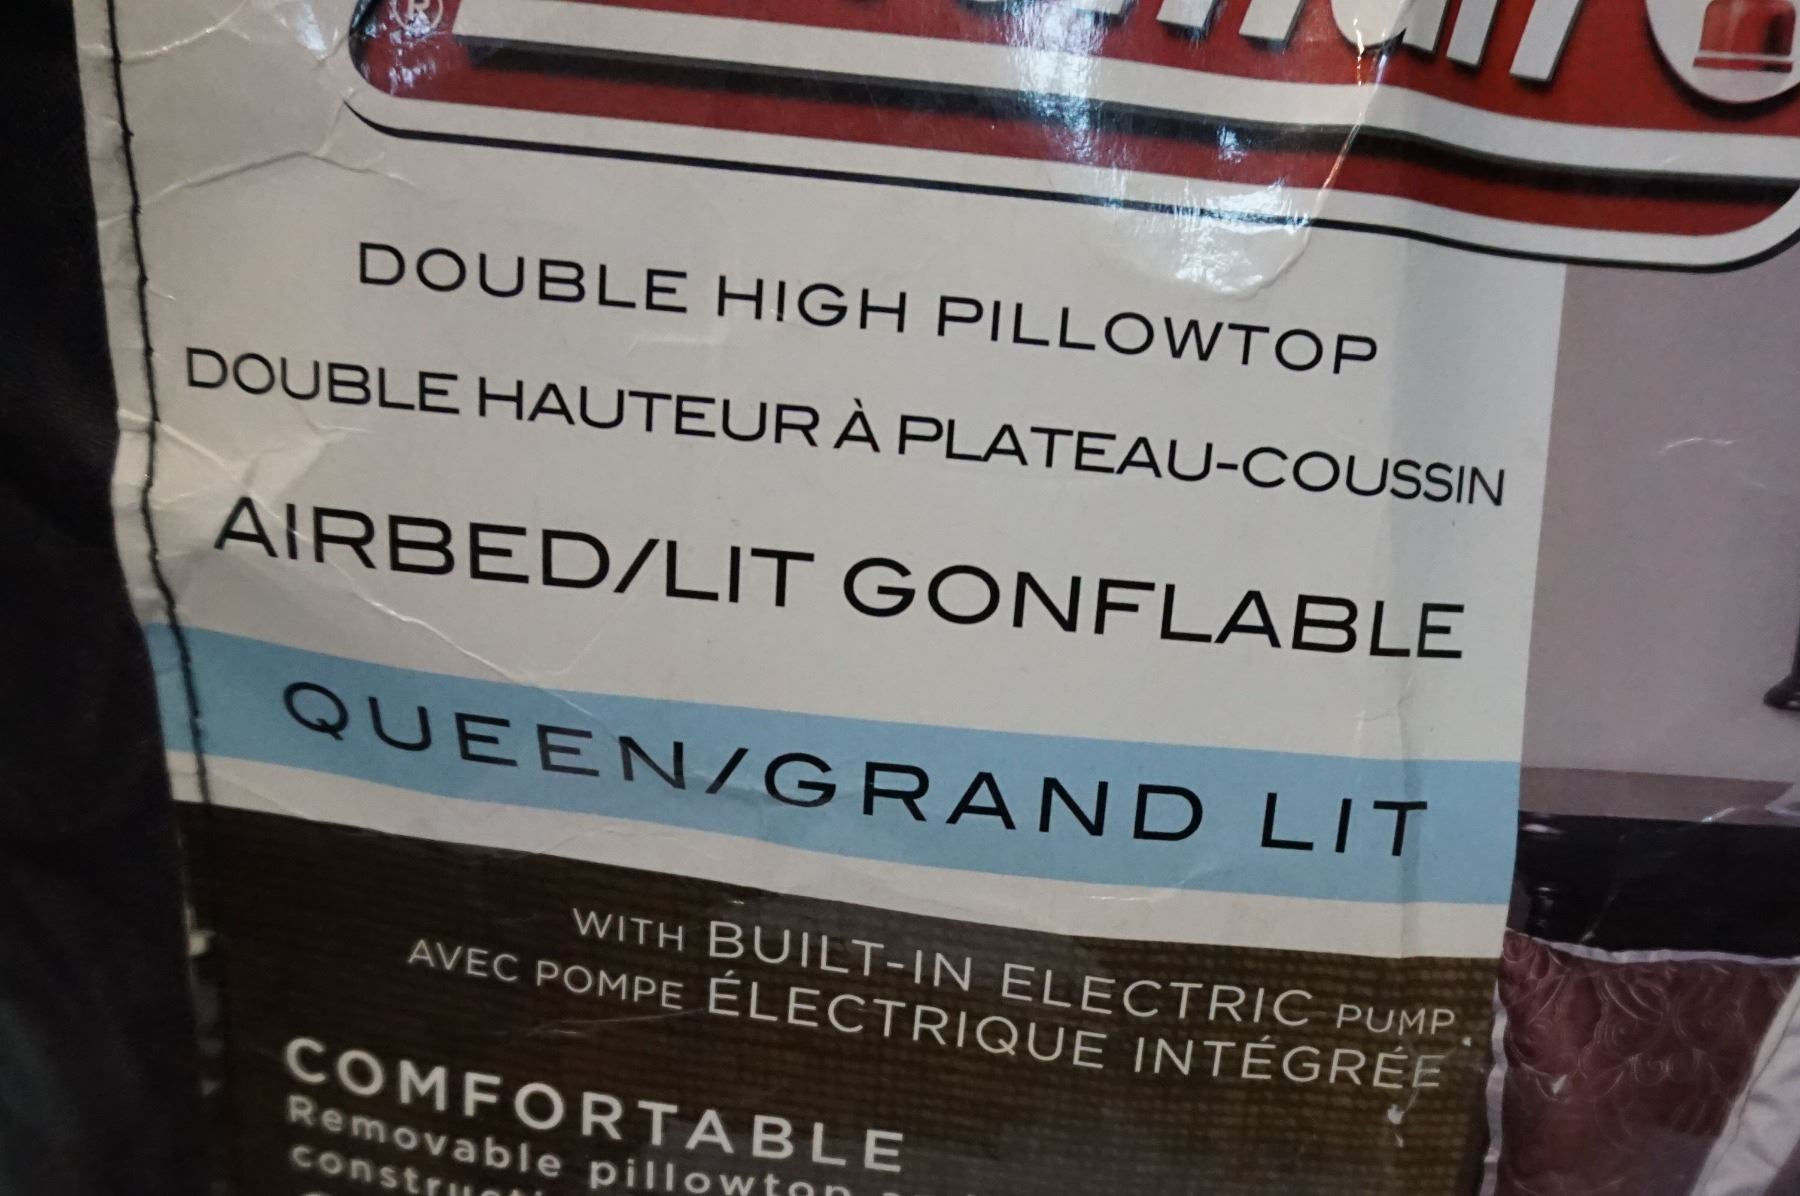 ®
DOUBLE HIGH PILLOWTOP
DOUBLE HAUTEUR À PLATEAU-COUSSIN
AIRBED/LIT GONFLABLE
QUEEN/GRAND LIT
WITH BUILT-IN ELECTRIC PUMP
AVEC POMPE ÉLECTRIQUE INTÉGRÉE
COMFORTABLE
Removable pillowtop